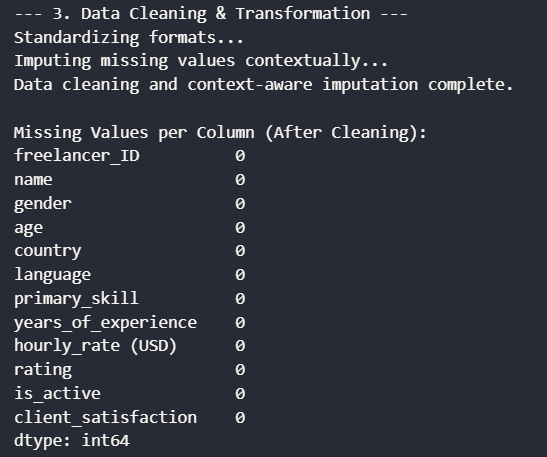 --- 3. Data Cleaning & Transformation ---
Standardizing formats...
Imputing missing values contextually...
Data cleaning and context-aware imputation complete.

Missing Values per Column (After Cleaning):
freelancer_ID          0
name                   0
gender                 0
age                    0
country                0
language               0
primary_skill          0
years_of_experience    0
hourly_rate (USD)      0
rating                 0
is_active              0
client_satisfaction    0
dtype: int64